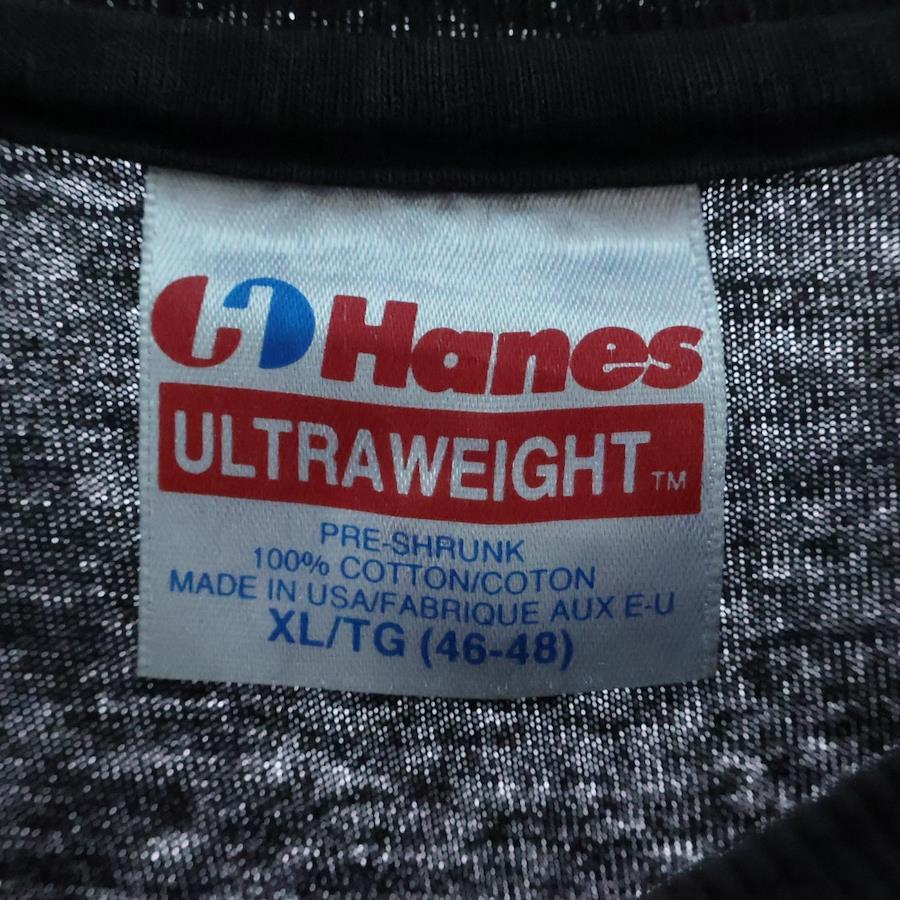 Hanes
ULTRAWEIGHT™
PRE-SHRUNK
100% COTTON/COTON
MADE IN USA/FABRIQUE AUX E-U
XL/TG (46-48)